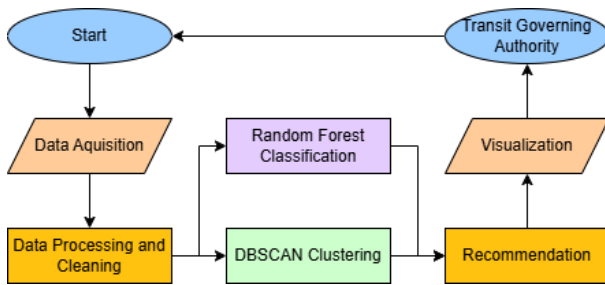 Start
Transit Governing
Authority
Data Aquisition
Random Forest
Classification
Visualization
Data Processing and
Cleaning
DBSCAN Clustering
Recommendation